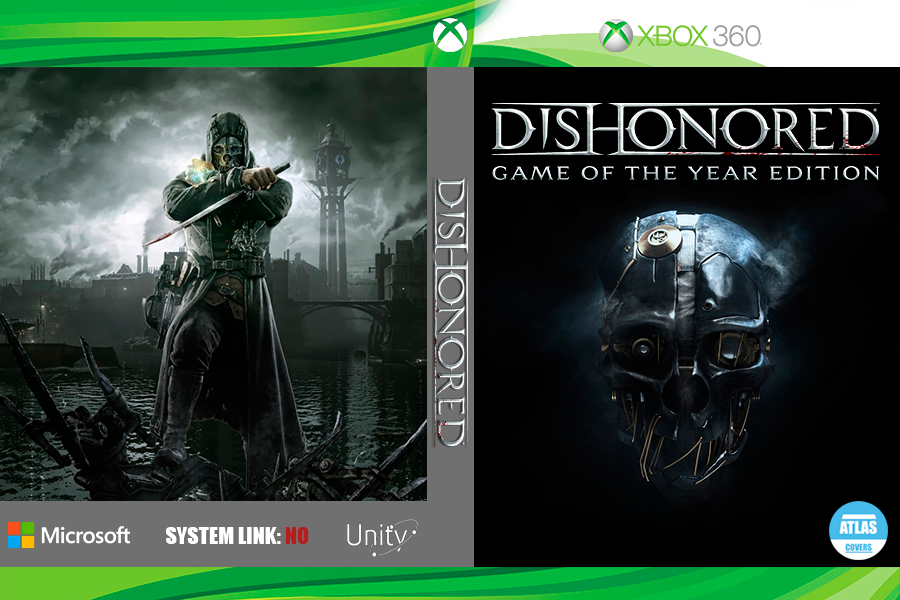 XBOX 360
DISHONORED
GAME OF THE YEAR EDITION
DISHONORED
Microsoft
SYSTEM LINK: NO
Unity
ATLAS
COVERS